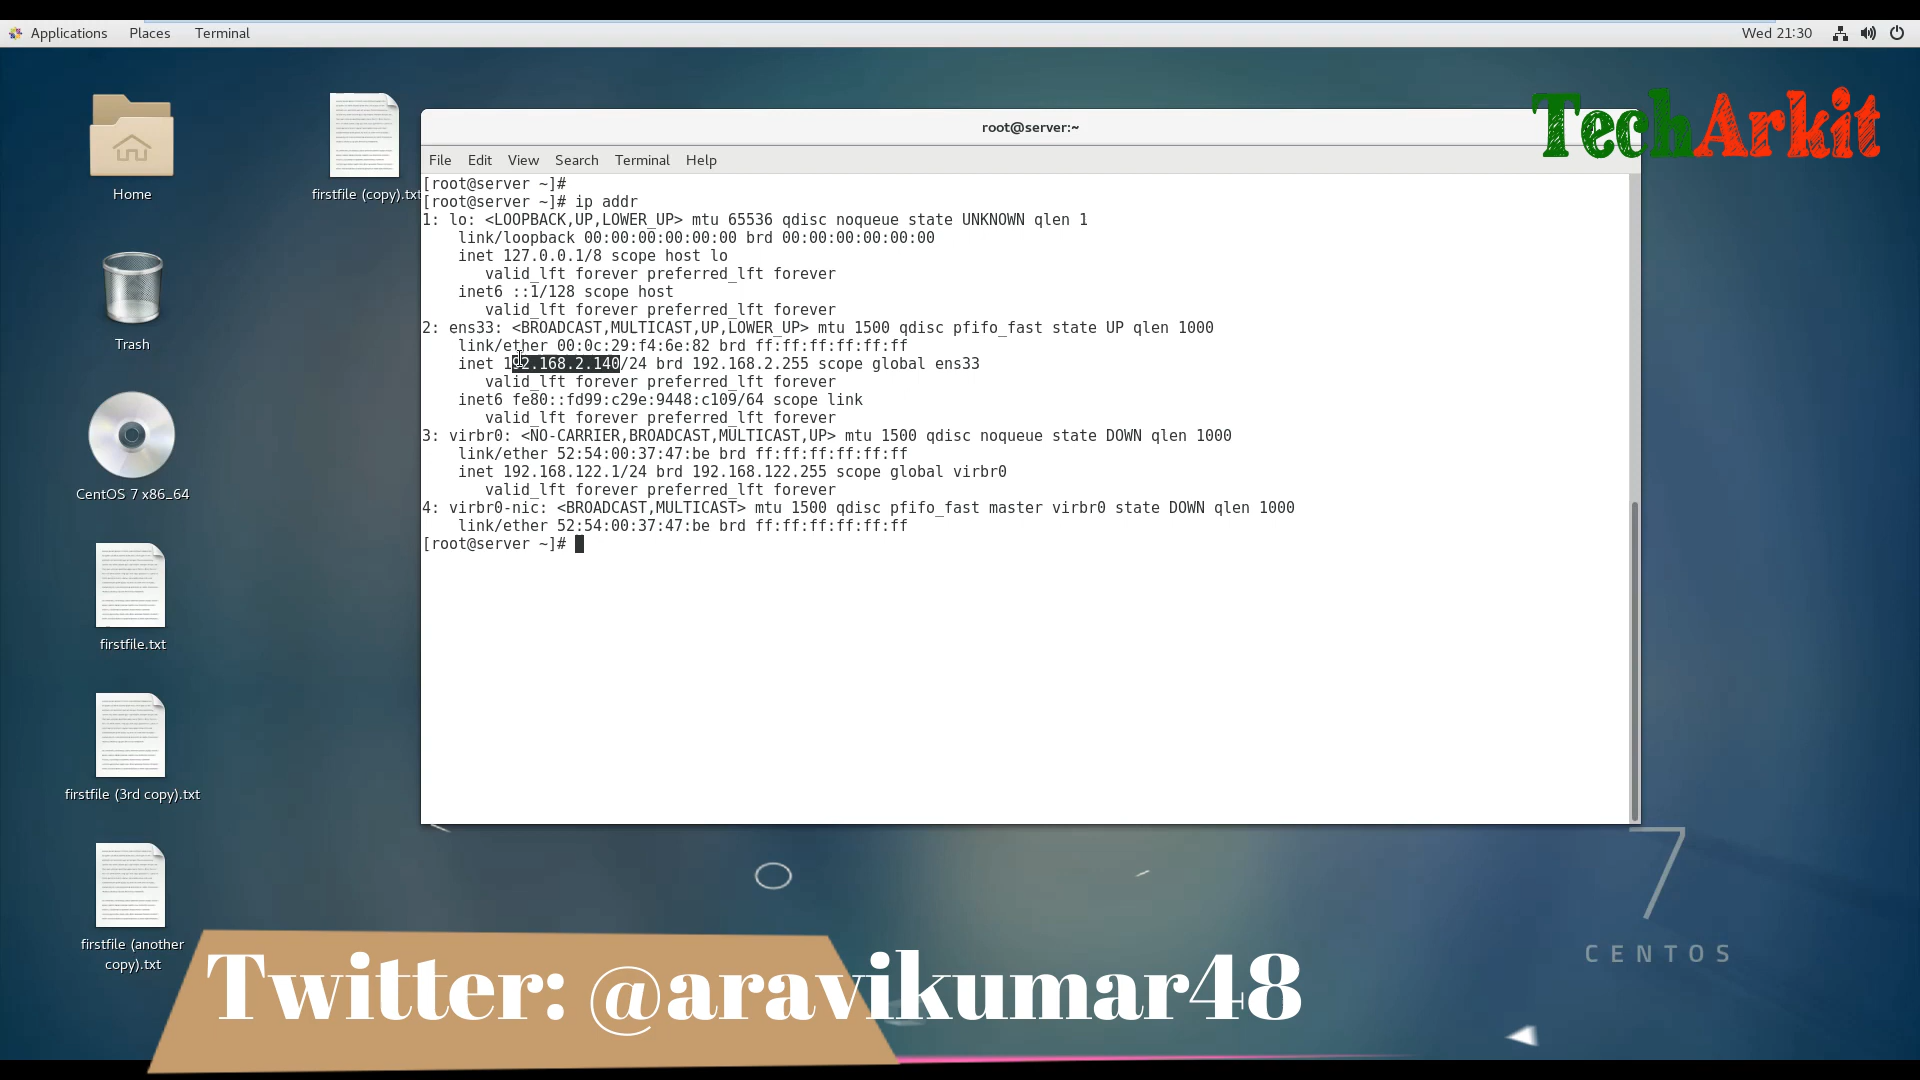 Applications Places Terminal Wed 21:30
TechArkit
Home
firstfile (copy).txt
Trash
CentOS 7 x86_64
firstfile.txt
firstfile (3rd copy).txt
firstfile (another
copy).txt
root@server:~
File Edit View Search Terminal Help
[root@server ~]#
[root@server ~]# ip addr
1: lo: <LOOPBACK,UP,LOWER_UP> mtu 65536 qdisc noqueue state UNKNOWN qlen 1
link/loopback 00:00:00:00:00:00 brd 00:00:00:00:00:00
inet 127.0.0.1/8 scope host lo
valid_lft forever preferred_lft forever
inet6 ::1/128 scope host
valid_lft forever preferred_lft forever
2: ens33: <BROADCAST,MULTICAST,UP,LOWER_UP> mtu 1500 qdisc pfifo_fast state UP qlen 1000
link/ether 00:0c:29:f4:6e:82 brd ff:ff:ff:ff:ff:ff
inet 192.168.2.140/24 brd 192.168.2.255 scope global ens33
valid_lft forever preferred_lft forever
inet6 fe80::fd99:c29e:9448:c109/64 scope link
valid_lft forever preferred_lft forever
3: virbr0: <NO-CARRIER,BROADCAST,MULTICAST,UP> mtu 1500 qdisc noqueue state DOWN qlen 1000
link/ether 52:54:00:37:47:be brd ff:ff:ff:ff:ff:ff
inet 192.168.122.1/24 brd 192.168.122.255 scope global virbr0
valid_lft forever preferred_lft forever
4: virbr0-nic: <BROADCAST,MULTICAST> mtu 1500 qdisc pfifo_fast master virbr0 state DOWN qlen 1000
link/ether 52:54:00:37:47:be brd ff:ff:ff:ff:ff:ff
[root@server ~]#
7
CENTOS
Twitter: @aravikumar48